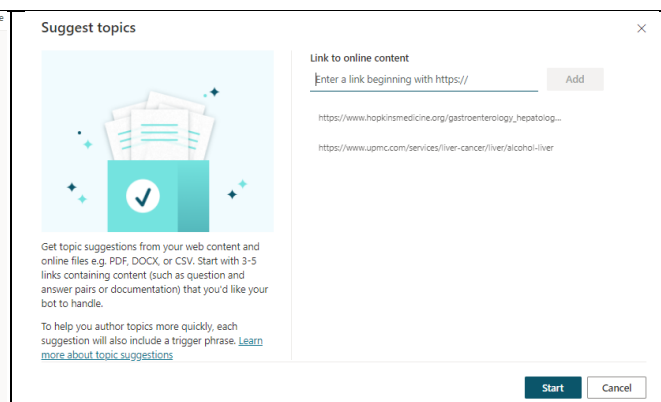 e
Suggest topics
Link to online content
Enter a link beginning with https://
Add
https://www.hopkinsmedicine.org/gastroenterology_hepatolog...
https://www.upmc.com/services/liver-cancer/liver/alcohol-liver
Get topic suggestions from your web content and
online files e.g. PDF, DOCX, or CSV. Start with 3-5
links containing content (such as question and
answer pairs or documentation) that you'd like your
bot to handle.
To help you author topics more quickly, each
suggestion will also include a trigger phrase. Learn
more about topic suggestions
Start
Cancel